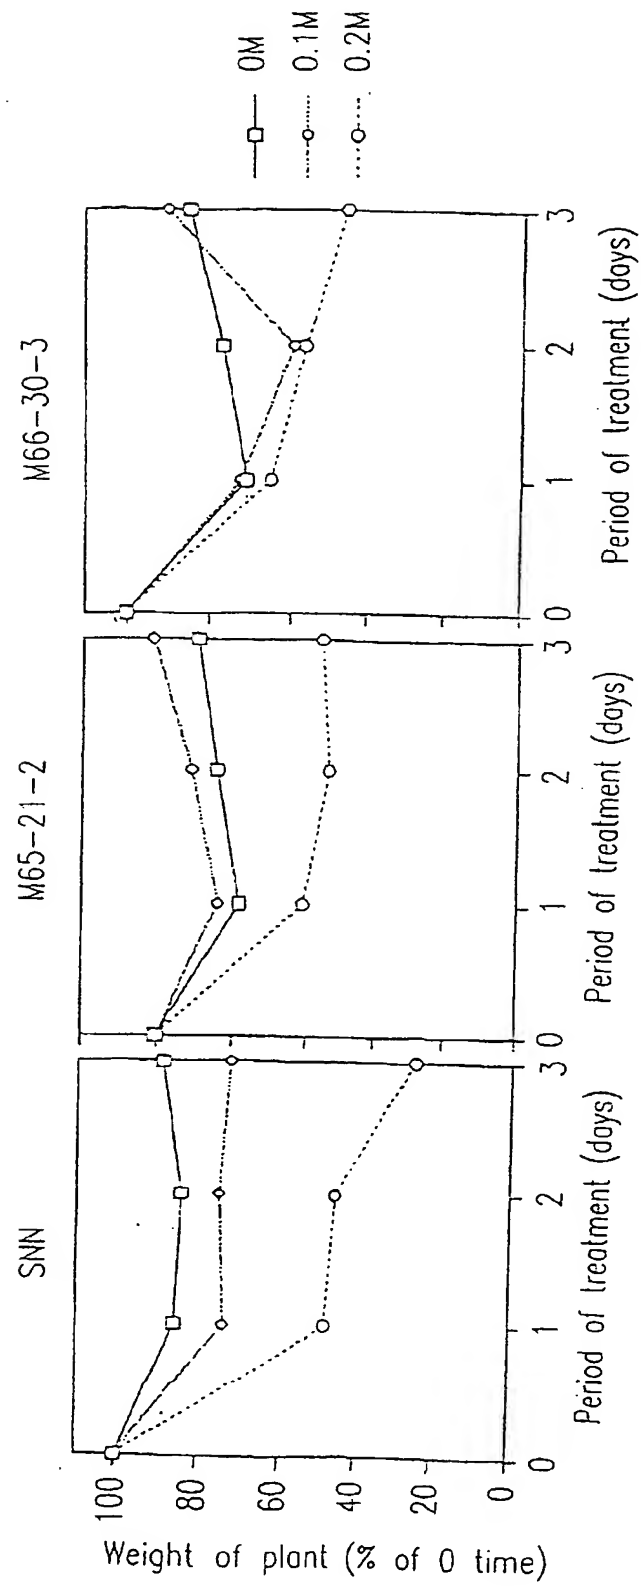 SNN
M65-21-2
M66-30-3
Weight of plant (% of 0 time)
100
80
60
40
20
0
0 1 2 3
Period of treatment (days)
0 1 2 3
Period of treatment (days)
0 1 2 3
Period of treatment (days)
0M
0.1M
0.2M